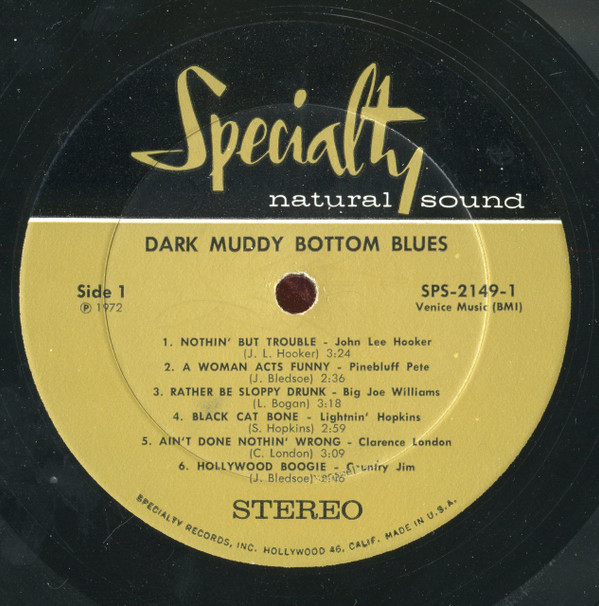 Specialty
natural sound
DARK MUDDY BOTTOM BLUES
Side 1
℗ 1972
SPS-2149-1
Venice Music (BMI)
1. NOTHIN' BUT TROUBLE - John Lee Hooker
(J. L. Hooker) 3:24
2. A WOMAN ACTS FUNNY - Pinebluff Pete
(J. Bledsoe) 2:36
3. RATHER BE SLOPPY DRUNK - Big Joe Williams
(L. Bogan) 3:18
4. BLACK CAT BONE - Lightnin' Hopkins
(S. Hopkins) 2:59
5. AIN'T DONE NOTHIN' WRONG - Clarence London
(C. London) 3:09
6. HOLLYWOOD BOOGIE - Country Jim
(J. Bledsoe) 2:46
STEREO
SPECIALTY RECORDS, INC. HOLLYWOOD 46, CALIF. MADE IN U.S.A.